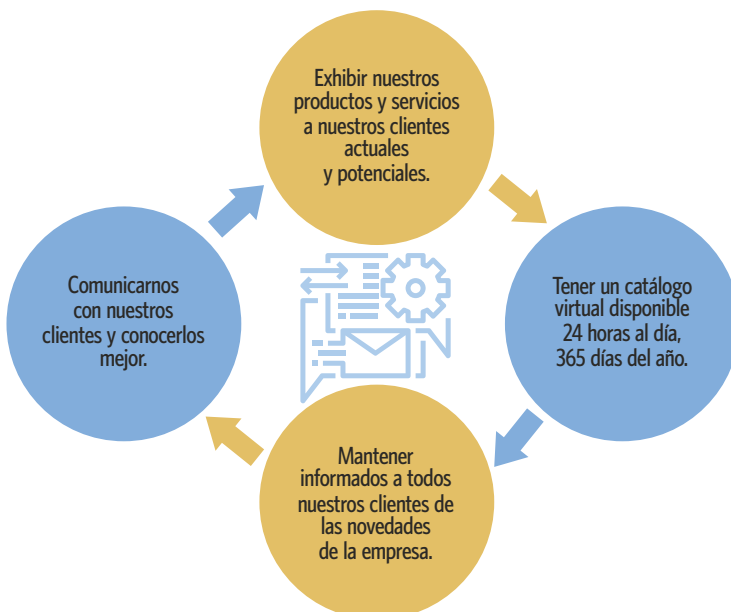 Exhibir nuestros
productos y servicios
a nuestros clientes
actuales
y potenciales.
Tener un catálogo
virtual disponible
24 horas al día,
365 días del año.
Mantener
informados a todos
nuestros clientes de
las novedades
de la empresa.
Comunicarnos
con nuestros
clientes y conocerlos
mejor.